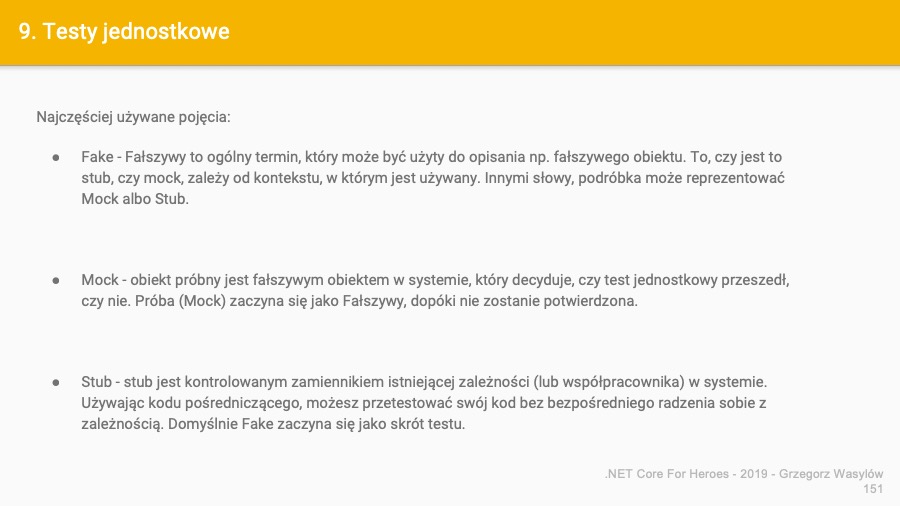 9. Testy jednostkowe
Najczęściej używane pojęcia:
● Fake - Fałszywy to ogólny termin, który może być użyty do opisania np. fałszywego obiektu. To, czy jest to
stub, czy mock, zależy od kontekstu, w którym jest używany. Innymi słowy, podróbka może reprezentować
Mock albo Stub.
● Mock - obiekt próbny jest fałszywym obiektem w systemie, który decyduje, czy test jednostkowy przeszedł,
czy nie. Próba (Mock) zaczyna się jako Fałszywy, dopóki nie zostanie potwierdzona.
● Stub - stub jest kontrolowanym zamiennikiem istniejącej zależności (lub współpracownika) w systemie.
Używając kodu pośredniczącego, możesz przetestować swój kod bez bezpośredniego radzenia sobie z
zależnością. Domyślnie Fake zaczyna się jako skrót testu.
.NET Core For Heroes - 2019 - Grzegorz Wasylów
151